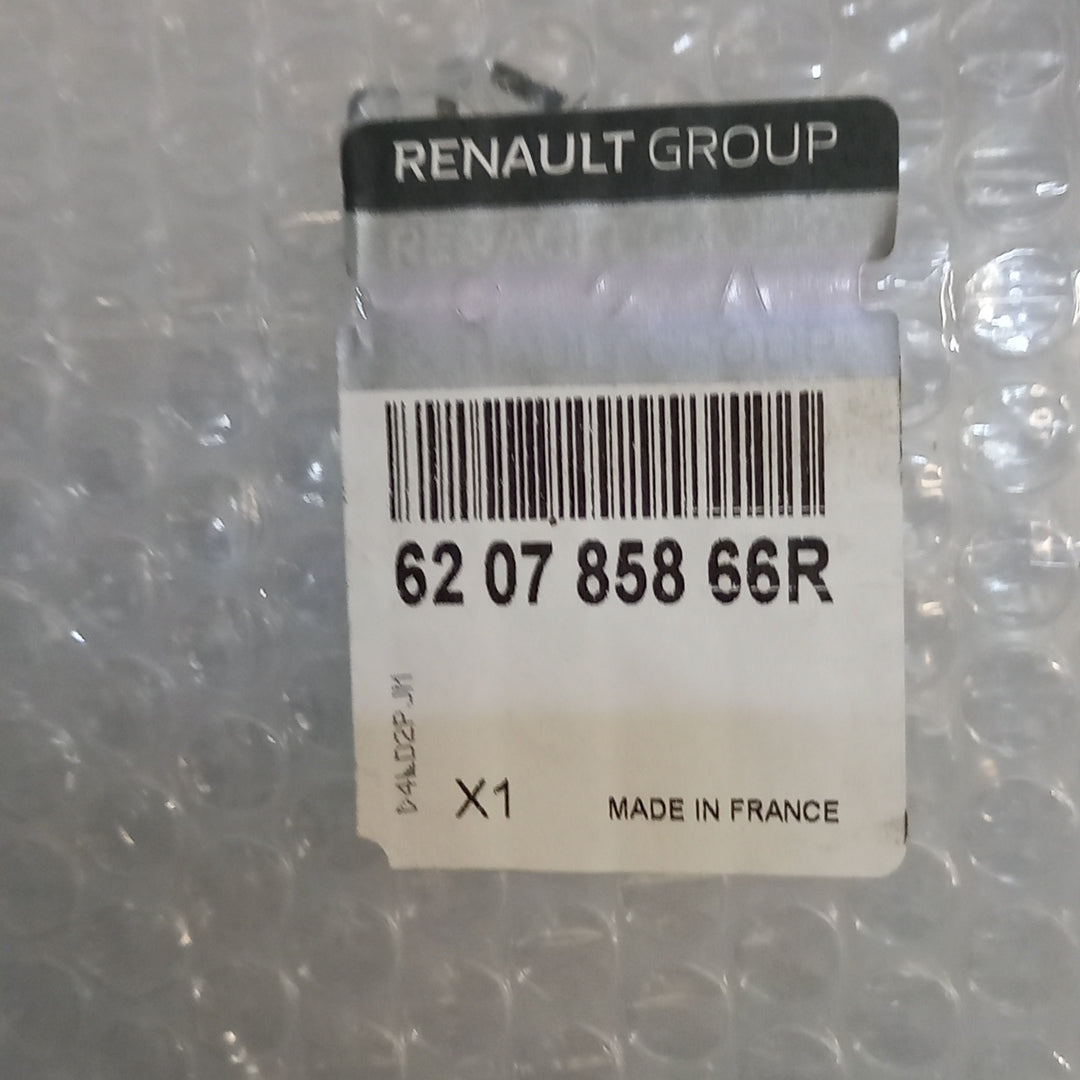 RENAULT GROUP
62 07 858 66R
X1
MADE IN FRANCE